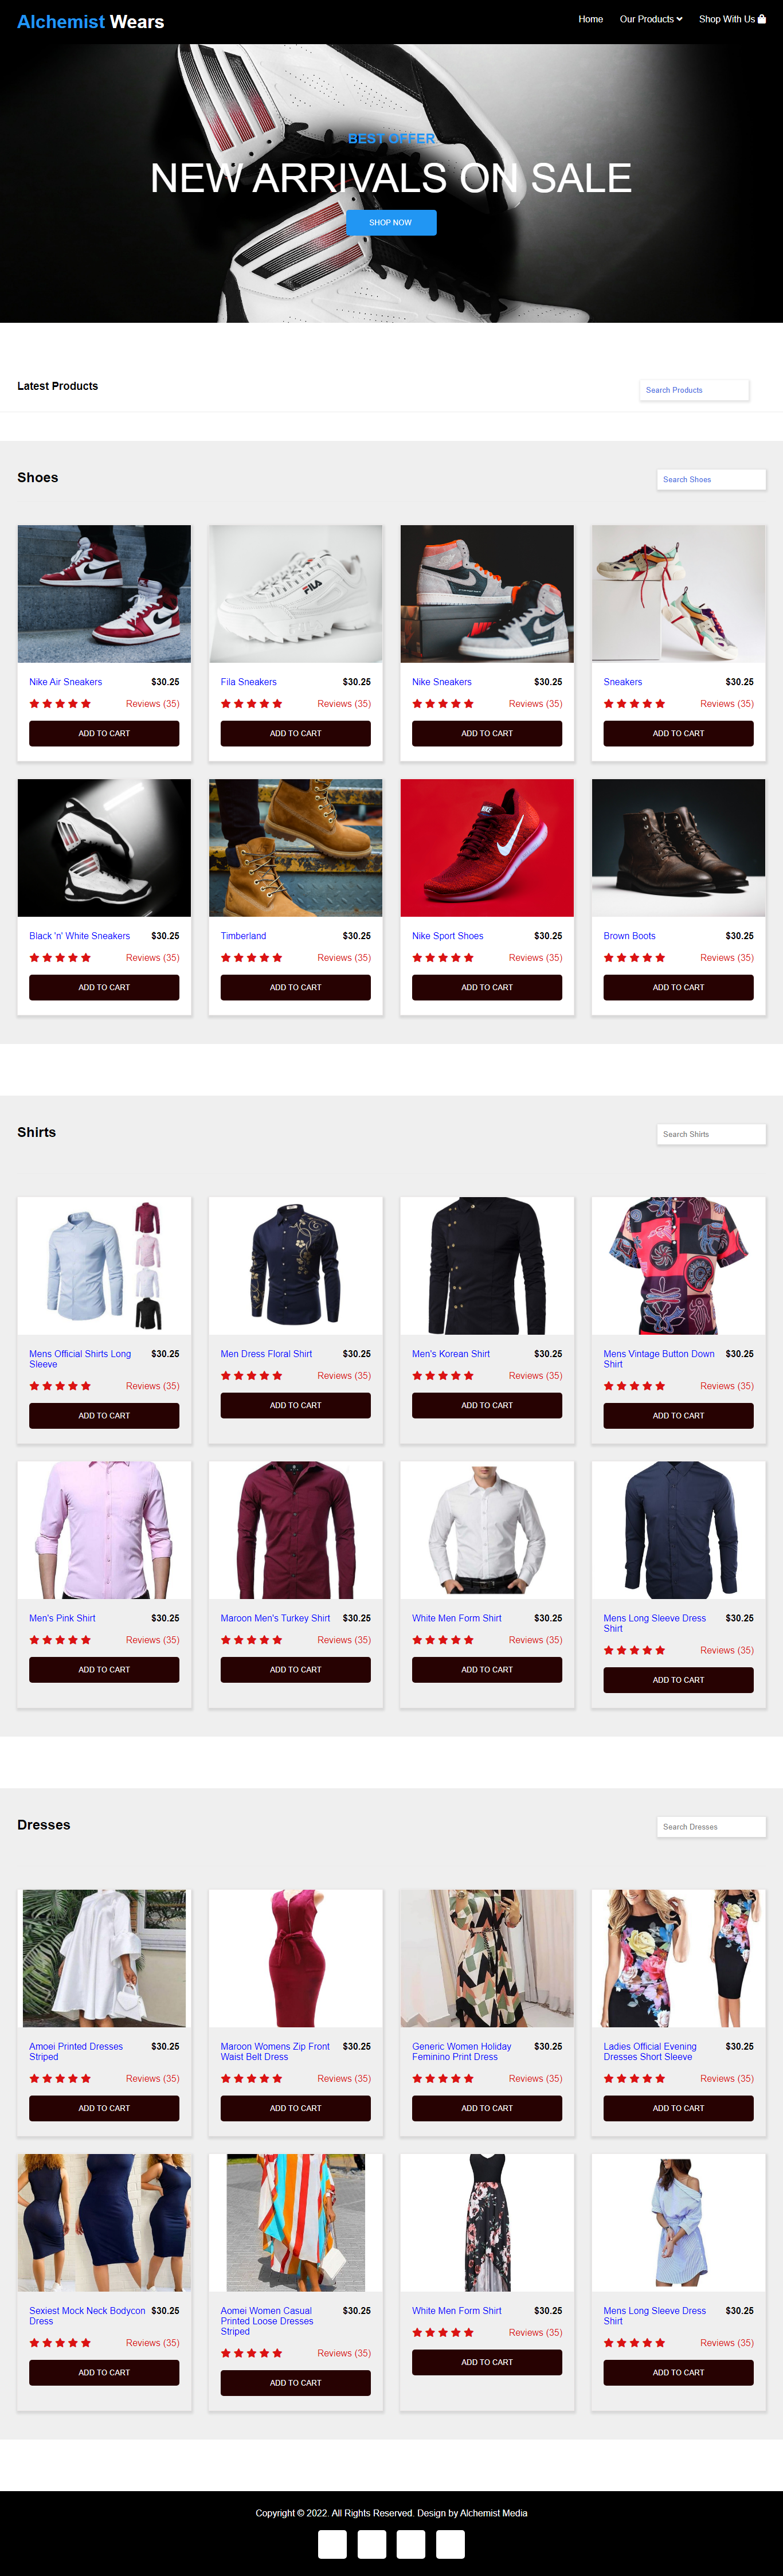 Alchemist Wears
Home Our Products Shop With Us
BEST OFFER
NEW ARRIVALS ON SALE
SHOP NOW
Latest Products
Search Products
Shoes
Search Shoes
FILA
Nike Air Sneakers $30.25
Reviews (35)
ADD TO CART
Fila Sneakers $30.25
Reviews (35)
ADD TO CART
Nike Sneakers $30.25
Reviews (35)
ADD TO CART
Sneakers $30.25
Reviews (35)
ADD TO CART
NIKE
Black 'n' White Sneakers $30.25
Reviews (35)
ADD TO CART
Timberland $30.25
Reviews (35)
ADD TO CART
Nike Sport Shoes $30.25
Reviews (35)
ADD TO CART
Brown Boots $30.25
Reviews (35)
ADD TO CART
Shirts
Search Shirts
Mens Official Shirts Long $30.25
Sleeve
Reviews (35)
ADD TO CART
Men Dress Floral Shirt $30.25
Reviews (35)
ADD TO CART
Men's Korean Shirt $30.25
Reviews (35)
ADD TO CART
Mens Vintage Button Down $30.25
Shirt
Reviews (35)
ADD TO CART
Men's Pink Shirt $30.25
Reviews (35)
ADD TO CART
Maroon Men's Turkey Shirt $30.25
Reviews (35)
ADD TO CART
White Men Form Shirt $30.25
Reviews (35)
ADD TO CART
Mens Long Sleeve Dress $30.25
Shirt
Reviews (35)
ADD TO CART
Dresses
Search Dresses
Amoei Printed Dresses $30.25
Striped
Reviews (35)
ADD TO CART
Maroon Womens Zip Front $30.25
Waist Belt Dress
Reviews (35)
ADD TO CART
Generic Women Holiday $30.25
Feminino Print Dress
Reviews (35)
ADD TO CART
Ladies Official Evening $30.25
Dresses Short Sleeve
Reviews (35)
ADD TO CART
Sexiest Mock Neck Bodycon $30.25
Dress
Reviews (35)
ADD TO CART
Aomei Women Casual $30.25
Printed Loose Dresses
Striped
Reviews (35)
ADD TO CART
White Men Form Shirt $30.25
Reviews (35)
ADD TO CART
Mens Long Sleeve Dress $30.25
Shirt
Reviews (35)
ADD TO CART
Copyright © 2022. All Rights Reserved. Design by Alchemist Media